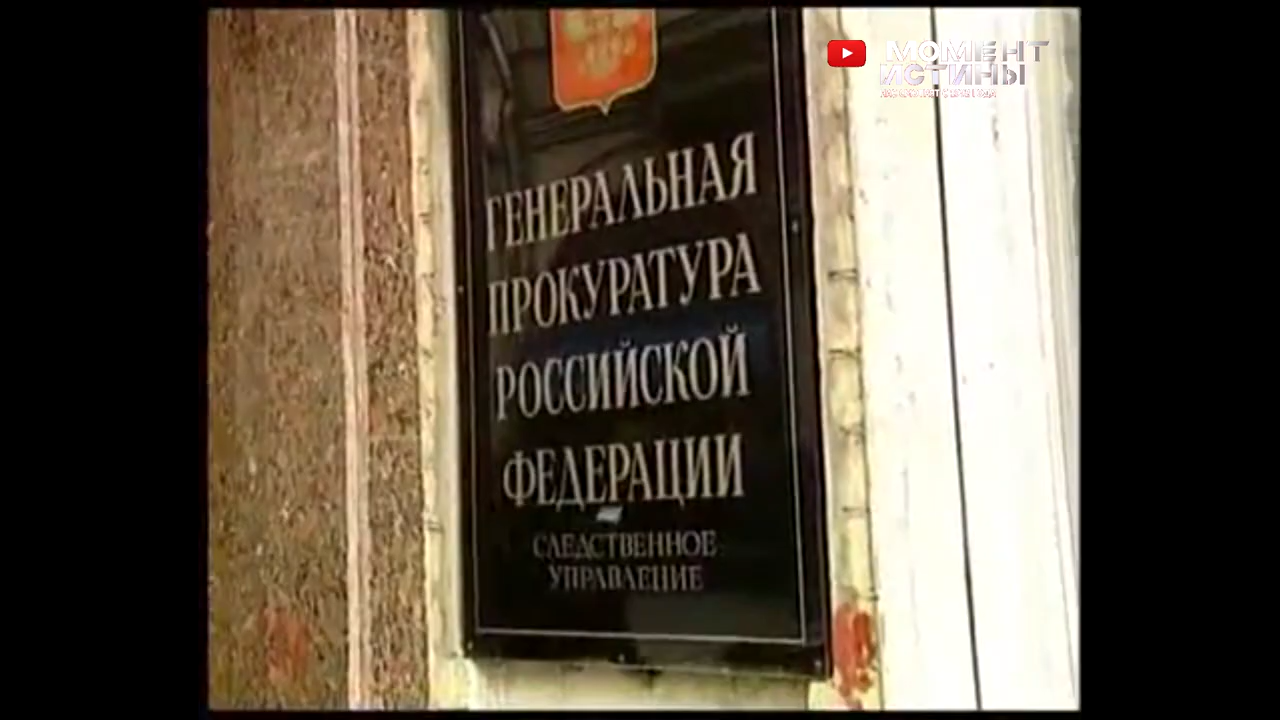 МОМЕНТ
ИСТИНЫ
ГЕНЕРАЛЬНАЯ
ПРОКУРАТУРА
РОССИЙСКОЙ
ФЕДЕРАЦИИ
СЛЕДСТВЕННОЕ
УПРАВЛЕНИЕ